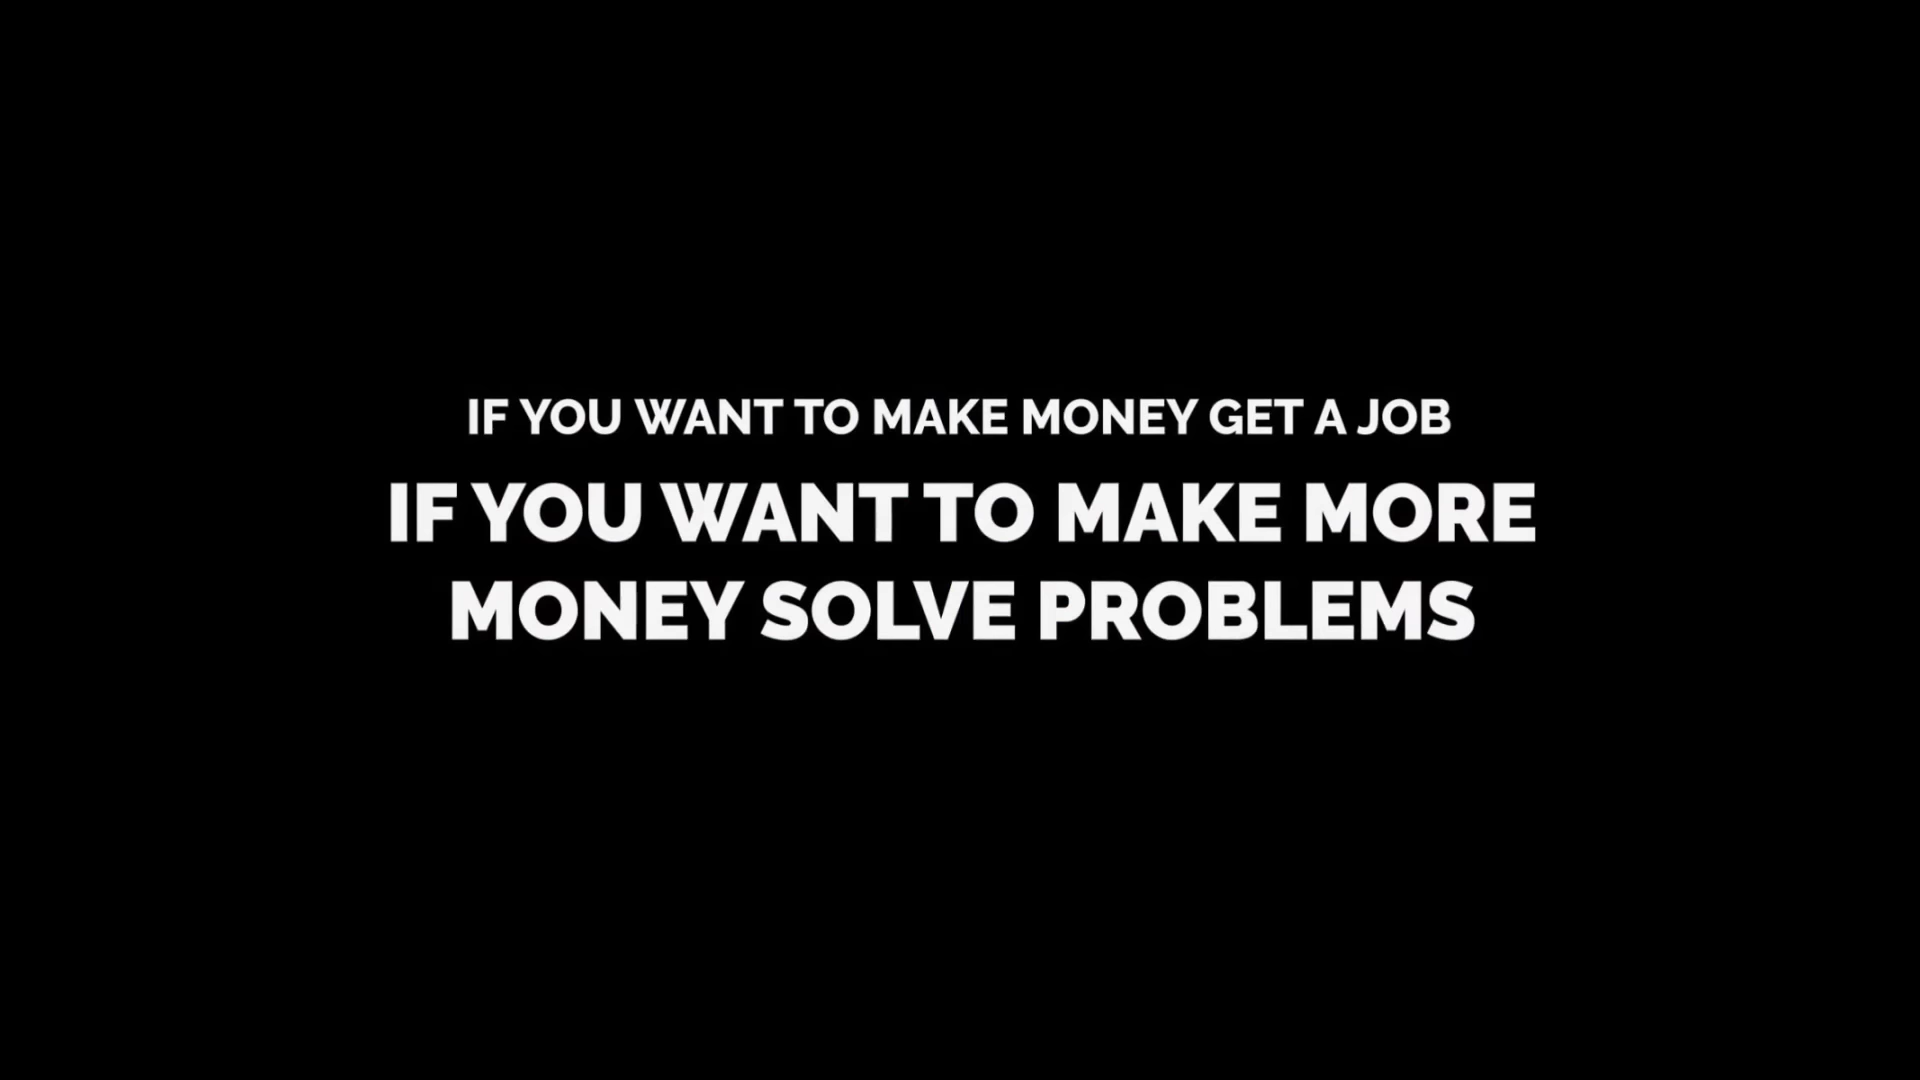 IF YOU WANT TO MAKE MONEY GET A JOB
IF YOU WANT TO MAKE MORE
MONEY SOLVE PROBLEMS